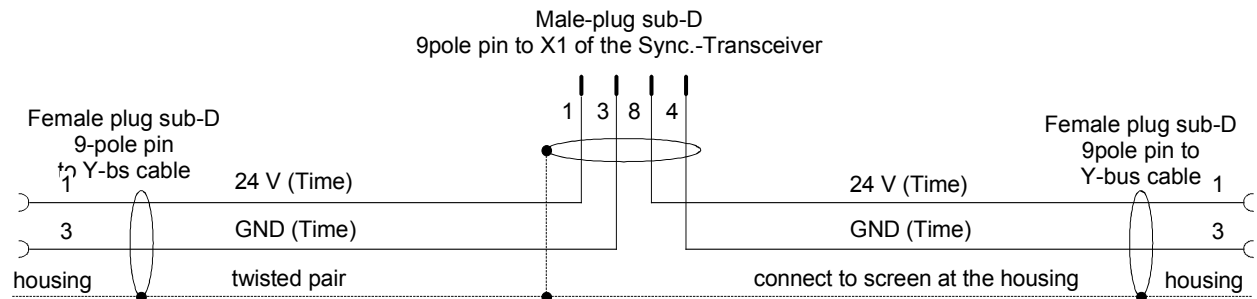 Male-plug sub-D
9pole pin to X1 of the Sync.-Transceiver
1 3 8 4
Female plug sub-D
9-pole pin
to Y-bs cable
Female plug sub-D
9pole pin to
Y-bus cable
1 24 V (Time) 24 V (Time) 1
3 GND (Time) GND (Time) 3
housing twisted pair connect to screen at the housing housing